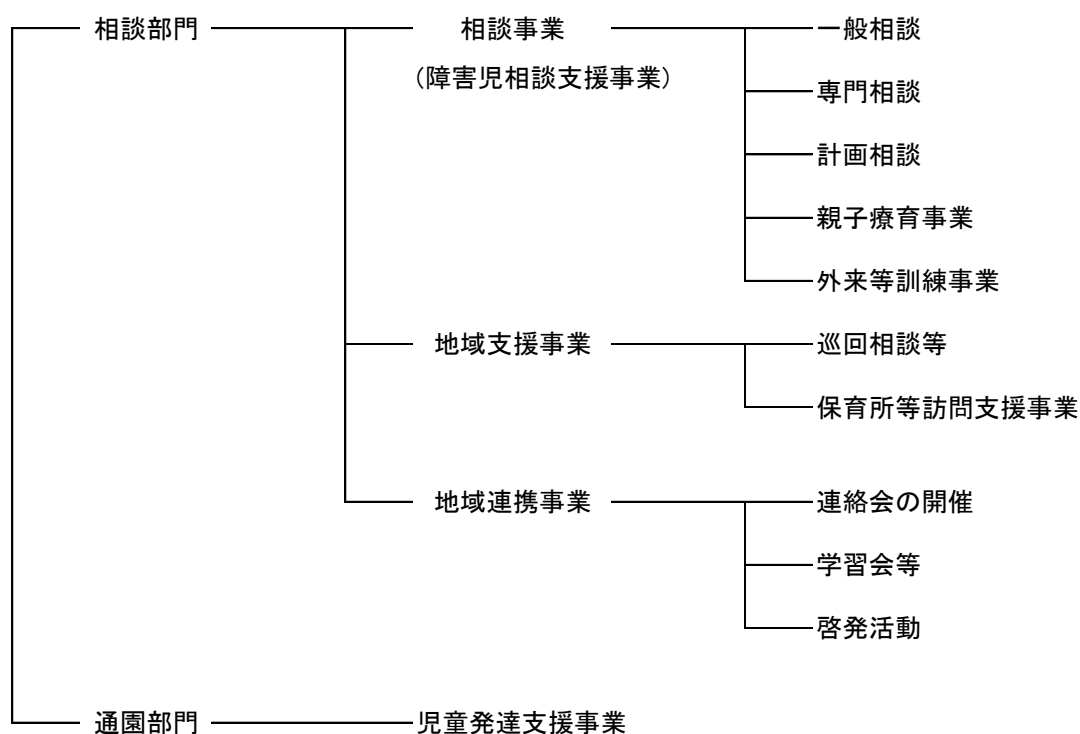 相談部門 相談事業 一般相談
(障害児相談支援事業)
専門相談
計画相談
親子療育事業
外来等訓練事業
地域支援事業 巡回相談等
保育所等訪問支援事業
地域連携事業 連絡会の開催
学習会等
啓発活動
通園部門 児童発達支援事業